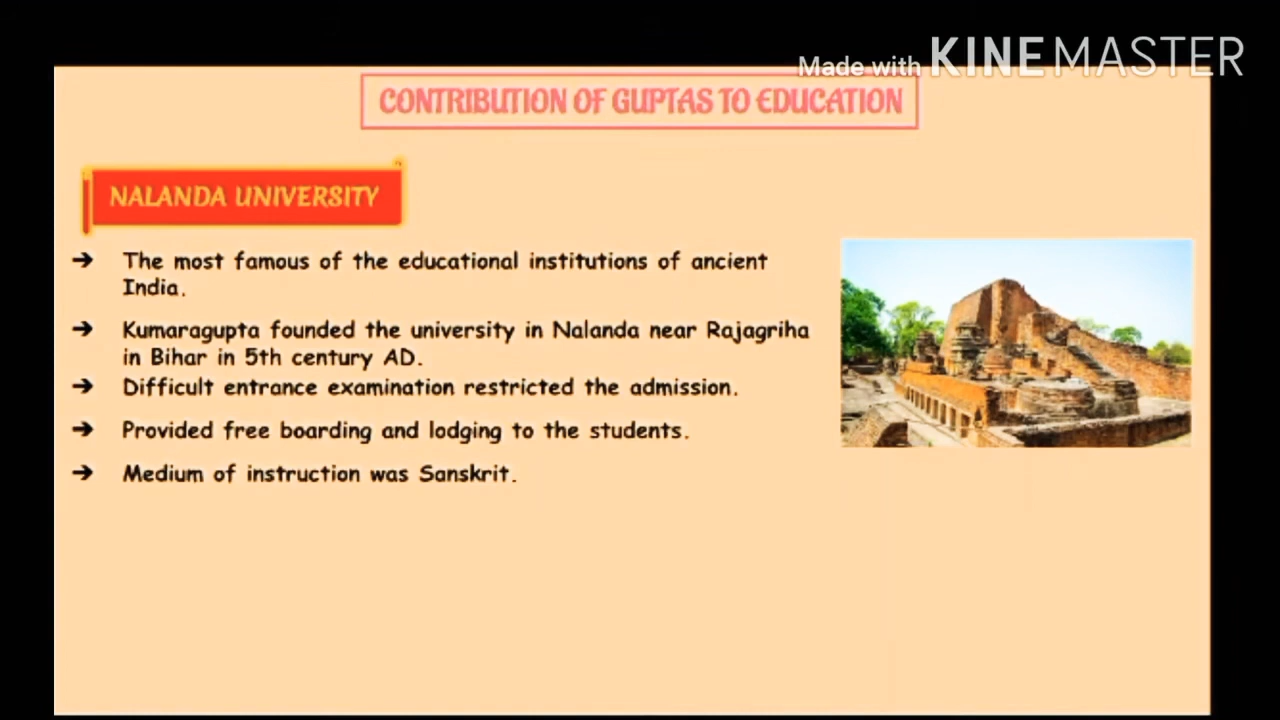 Made with KINEMASTER
CONTRIBUTION OF GUPTAS TO EDUCATION
NALANDA UNIVERSITY
➔ The most famous of the educational institutions of ancient
India.
➔ Kumaragupta founded the university in Nalanda near Rajagriha
in Bihar in 5th century AD.
➔ Difficult entrance examination restricted the admission.
➔ Provided free boarding and lodging to the students.
➔ Medium of instruction was Sanskrit.